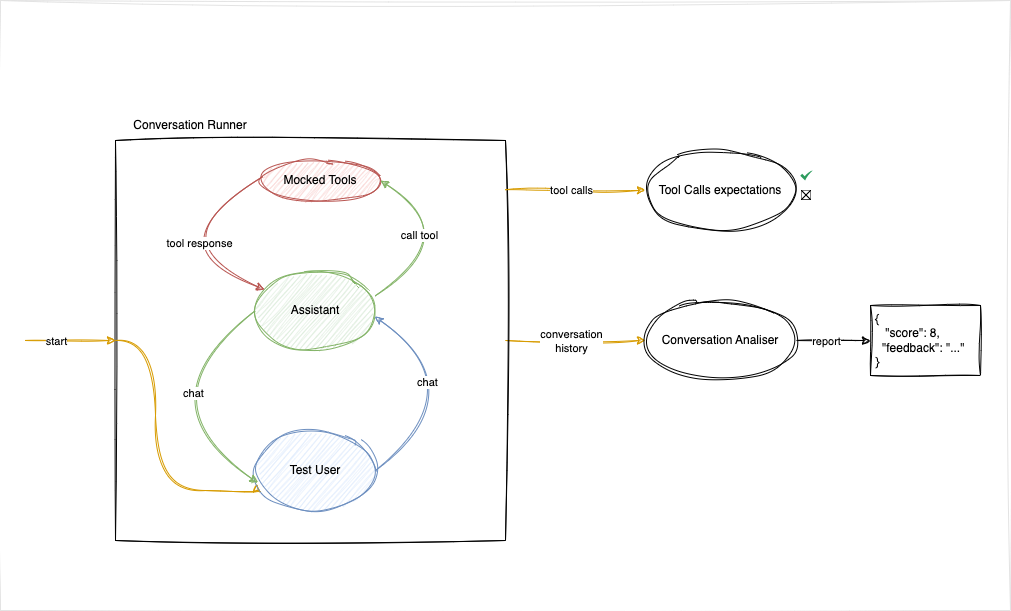 Conversation Runner
Mocked Tools
tool response
call tool
Assistant
start
chat
chat
Test User
tool calls
Tool Calls expectations
conversation
history
Conversation Analiser
report
{
"score": 8,
"feedback": "..."
}